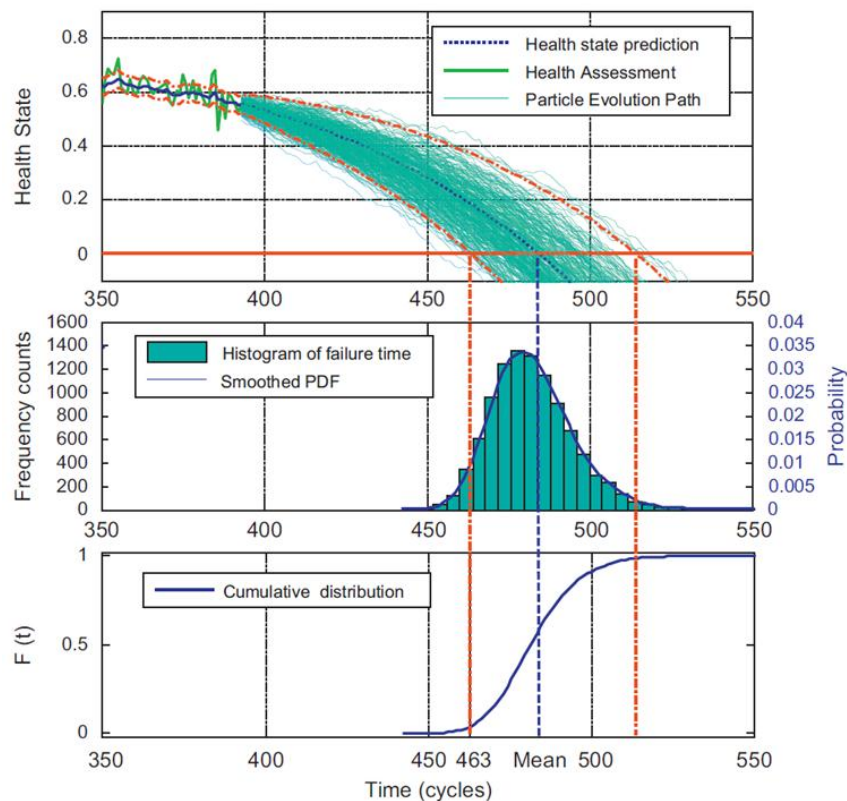 0.8
0.6
0.4
0.2
0
Health State
Health state prediction
Health Assessment
Particle Evolution Path
350 400 450 500 550
1600
1400
1200
1000
800
600
400
200
0
Frequency counts
Histogram of failure time
Smoothed PDF
0.04
0.035
0.03
0.025
0.02
0.015
0.01
0.005
0
Probability
350 400 450 500 550
1
0.5
0
F (t)
Cumulative distribution
350 400 450 463 Mean 500 550
Time (cycles)